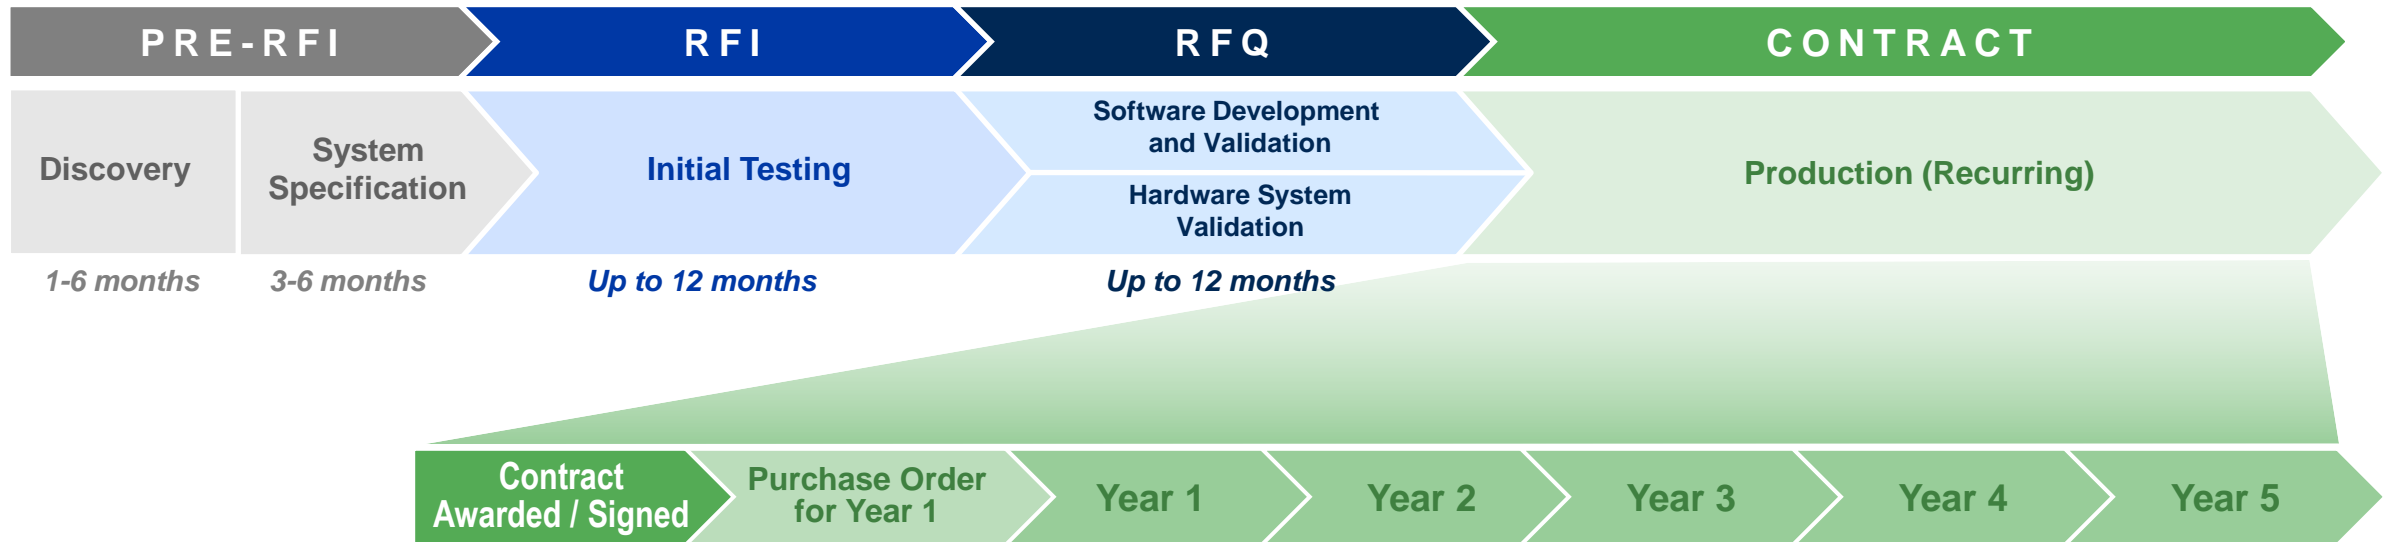 PRE-RFI
RFI
RFQ
CONTRACT
Discovery
System
Specification
Initial Testing
Software Development
and Validation
Hardware System
Validation
Production (Recurring)
1-6 months
3-6 months
Up to 12 months
Up to 12 months
Contract
Awarded / Signed
Purchase Order
for Year 1
Year 1
Year 2
Year 3
Year 4
Year 5